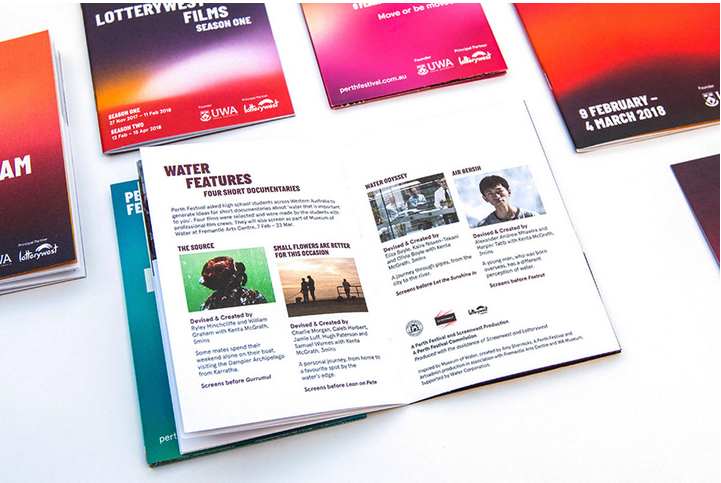 LOTTERYWEST
FILMS
SEASON ONE
SEASON ONE
27 Nov 2017 – 11 Feb 2018
SEASON TWO
12 Feb – 15 Apr 2018
Founder
UWA
Principal Partner
lotterywest
Move or be moved
perthfestival.com.au
Founder
UWA
Principal Partner
lotterywest
9 FEBRUARY –
4 MARCH 2018
Founder
UWA
AM
UWA
Principal Partner
lotterywest
WATER
FEATURES
FOUR SHORT DOCUMENTARIES
Perth Festival asked high school students across Western Australia to
generate ideas for short documentaries about 'water that is important
to you'. Four films were selected and were made by the students with
professional film crews. They will also screen as part of Museum of
Water at Fremantle Arts Centre, 7 Feb – 23 Mar.
THE SOURCE
Devised & Created by
Ryley Minchcliffe and William
Graham with Kenta McGrath,
5mins
Some mates spend their
weekend alone on their boat,
visiting the Dampier Archipelago
from Karratha.
Screens before Gurrumul
SMALL FLOWERS ARE BETTER
FOR THIS OCCASION
Devised & Created by
Charlie Morgan, Caleb Herbert,
Jamie Luff, Hugh Paterson and
Samuel Warnes with Kenta
McGrath, 5mins
A personal journey, from home to
a favourite spot by the
water's edge.
Screens before Lean on Pete
WATER ODYSSEY
Devised & Created by
Eliza Boyle, Kaira Nissen-Takani
and Olivia Boyle with Kenta
McGrath, 5mins
A journey through pipes, from the
city to the river.
Screens before Let the Sunshine In
AIR BERSIH
Devised & Created by
Alexander Andrew Mhawira and
Harper Tabb with Kenta McGrath,
5mins
A young men, who was born
overseas, has a different
perception of water.
Screens before Foxtrot
lotterywest
A Perth Festival and Screenwest Production
A Perth Festival Commission
Produced with the assistance of Screenwest and Lotterywest
Inspired by Museum of Water, created by Amy Sharrocks. A Perth Festival and
Artsadmin production in association with Fremantle Arts Centre and WA Museum.
Supported by Water Corporation.